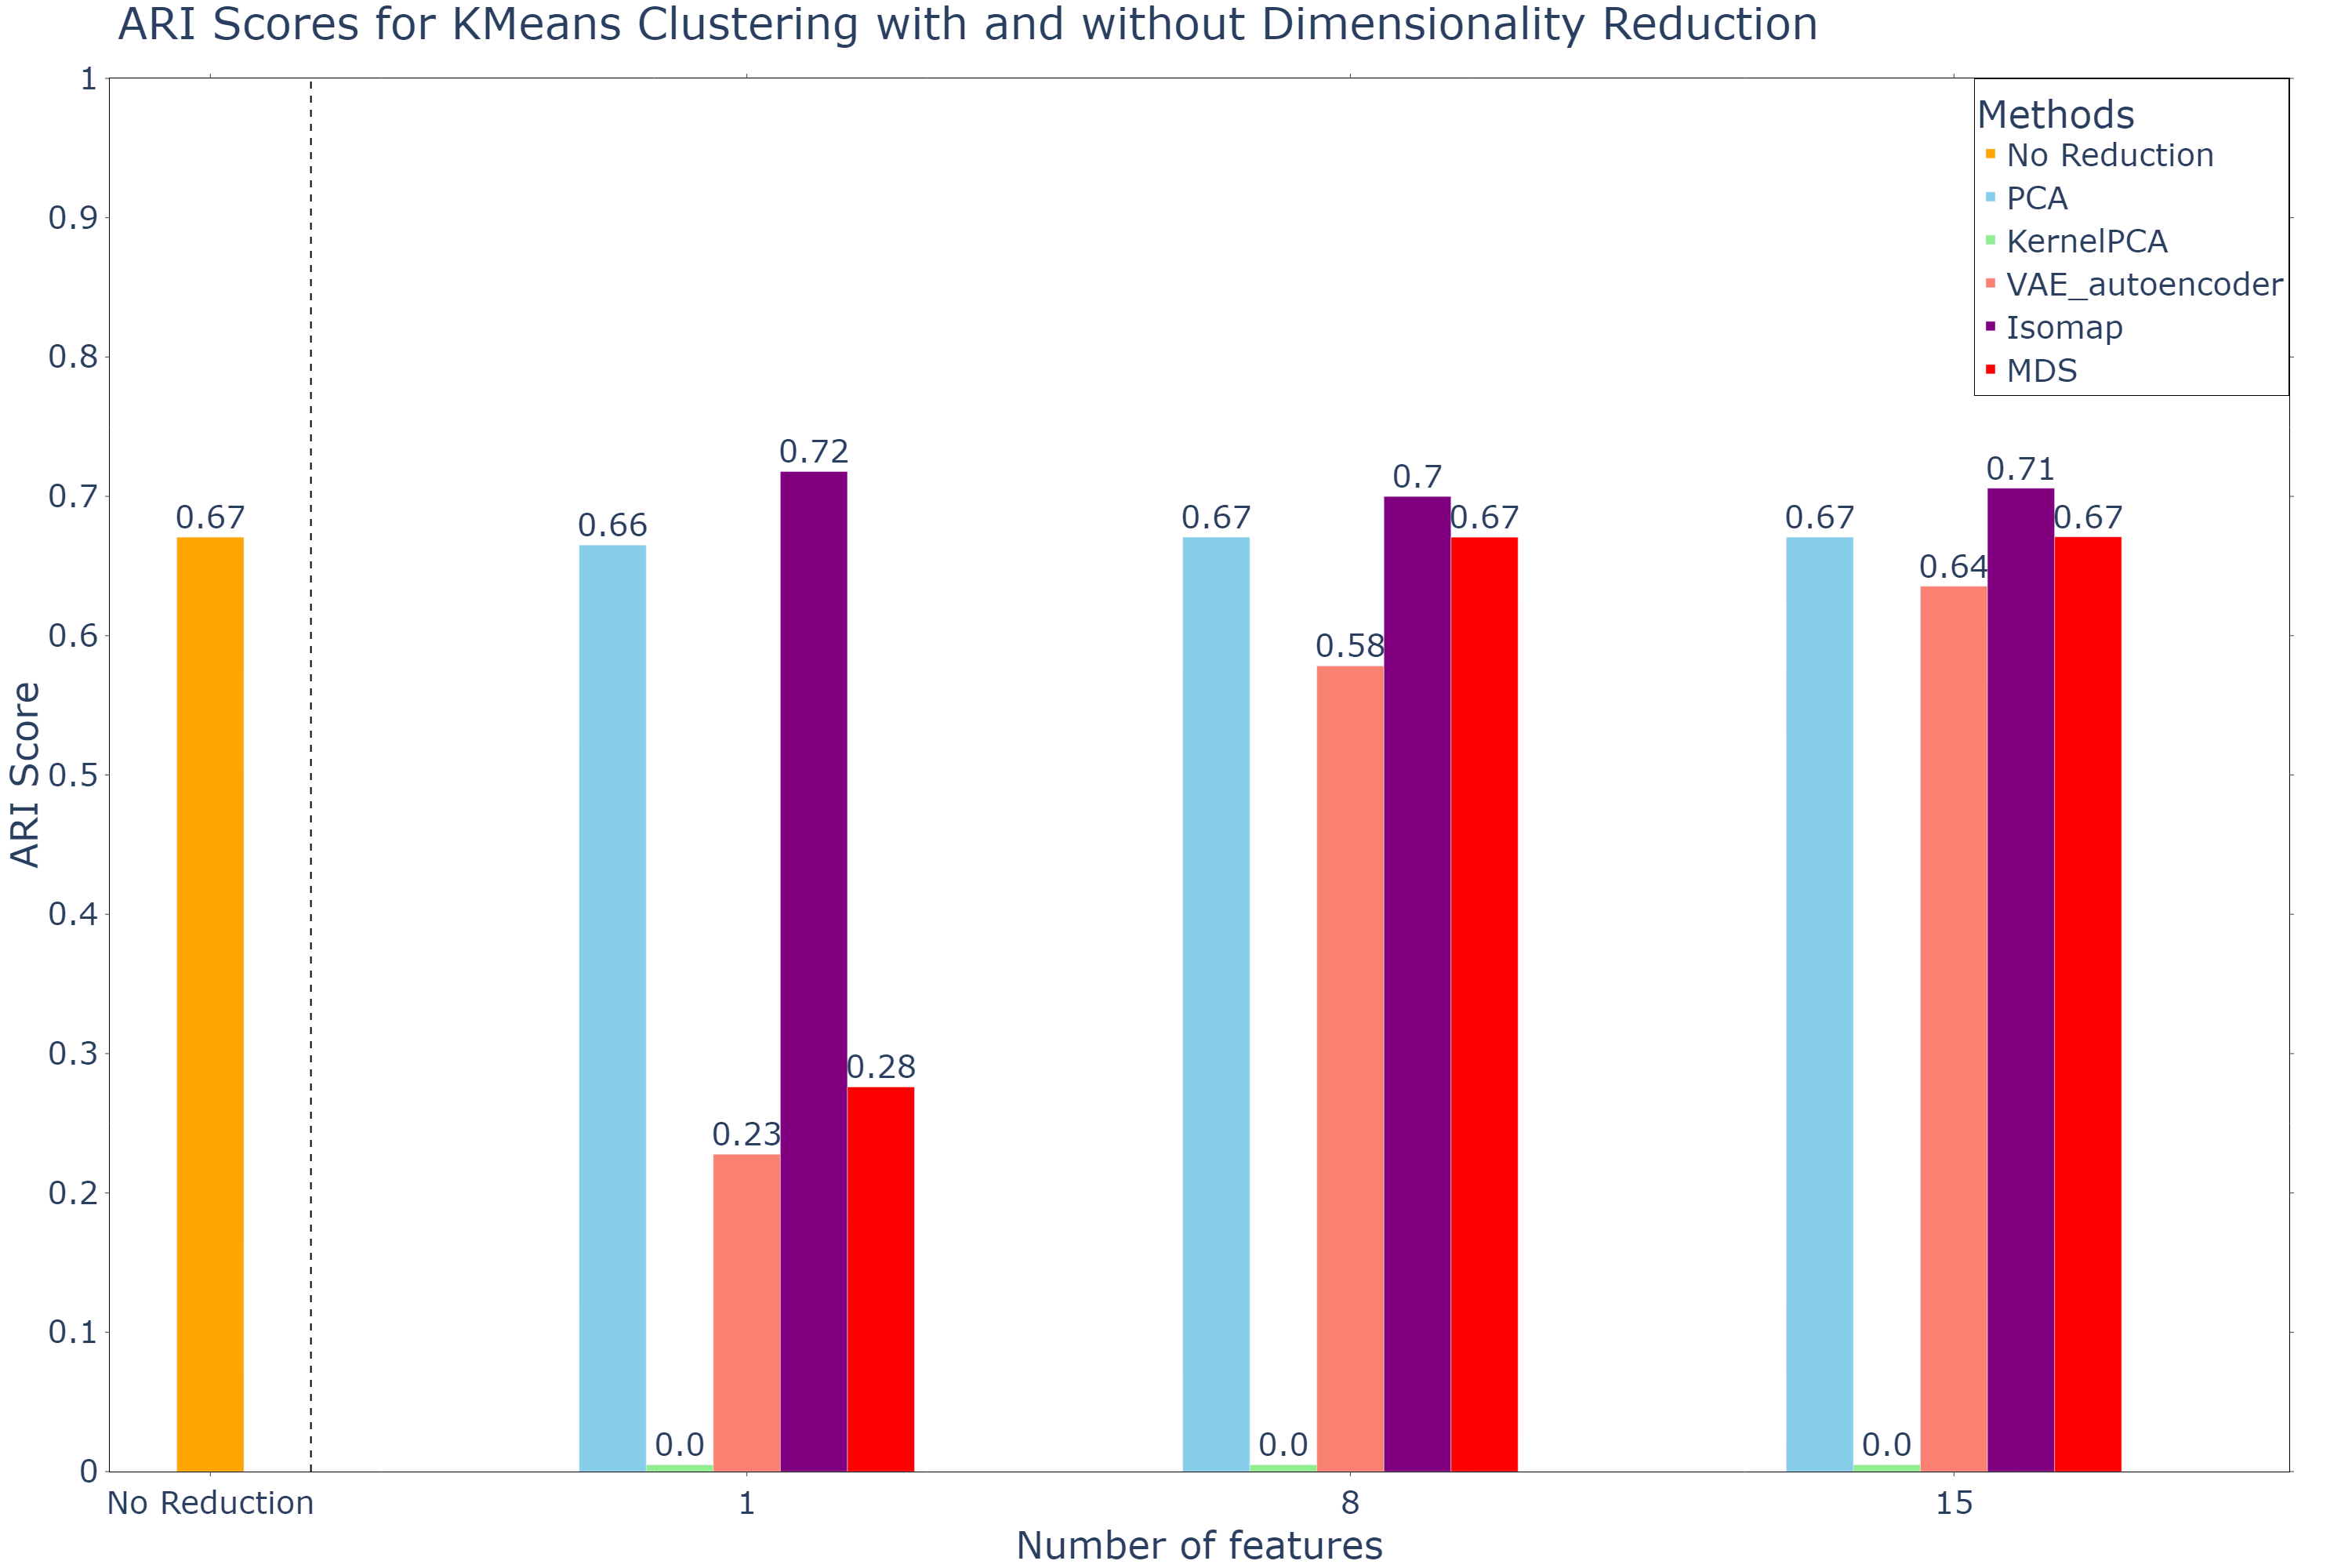 ARI Scores for KMeans Clustering with and without Dimensionality Reduction
Methods
No Reduction
PCA
KernelPCA
VAE_autoencoder
Isomap
MDS
ARI Score
1
0.9
0.8
0.7
0.6
0.5
0.4
0.3
0.2
0.1
0
0.67
0.66
0.0
0.23
0.72
0.28
0.67
0.0
0.58
0.7
0.67
0.67
0.0
0.64
0.71
0.67
No Reduction
1
8
15
Number of features